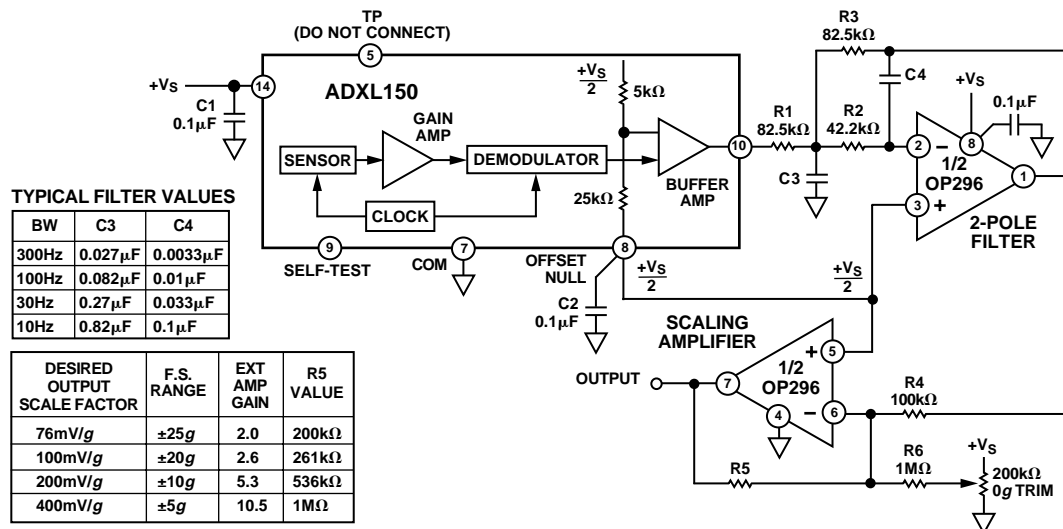 TP
(DO NOT CONNECT)
5
R3
82.5kΩ
+VS
14
ADXL150
+VS
2
5kΩ
C4
+VS
0.1µF
C1
0.1µF
GAIN
AMP
R1
82.5kΩ
R2
42.2kΩ
8
2
–
1/2
OP296
1
10
SENSOR
DEMODULATOR
BUFFER
AMP
C3
3
+
25kΩ
CLOCK
2-POLE
FILTER
9
SELF-TEST
7
COM
8
OFFSET
NULL
+VS
2
+VS
2
C2
0.1µF
TYPICAL FILTER VALUES
BW C3 C4
300Hz 0.027µF 0.0033µF
100Hz 0.082µF 0.01µF
30Hz 0.27µF 0.033µF
10Hz 0.82µF 0.1µF
SCALING
AMPLIFIER
+
5
1/2
OP296
7
OUTPUT
4
–
6
R4
100kΩ
R5
R6
1MΩ
+VS
200kΩ
0g TRIM
DESIRED
OUTPUT
SCALE FACTOR
F.S.
RANGE
EXT
AMP
GAIN
R5
VALUE
76mV/g ±25g 2.0 200kΩ
100mV/g ±20g 2.6 261kΩ
200mV/g ±10g 5.3 536kΩ
400mV/g ±5g 10.5 1MΩ